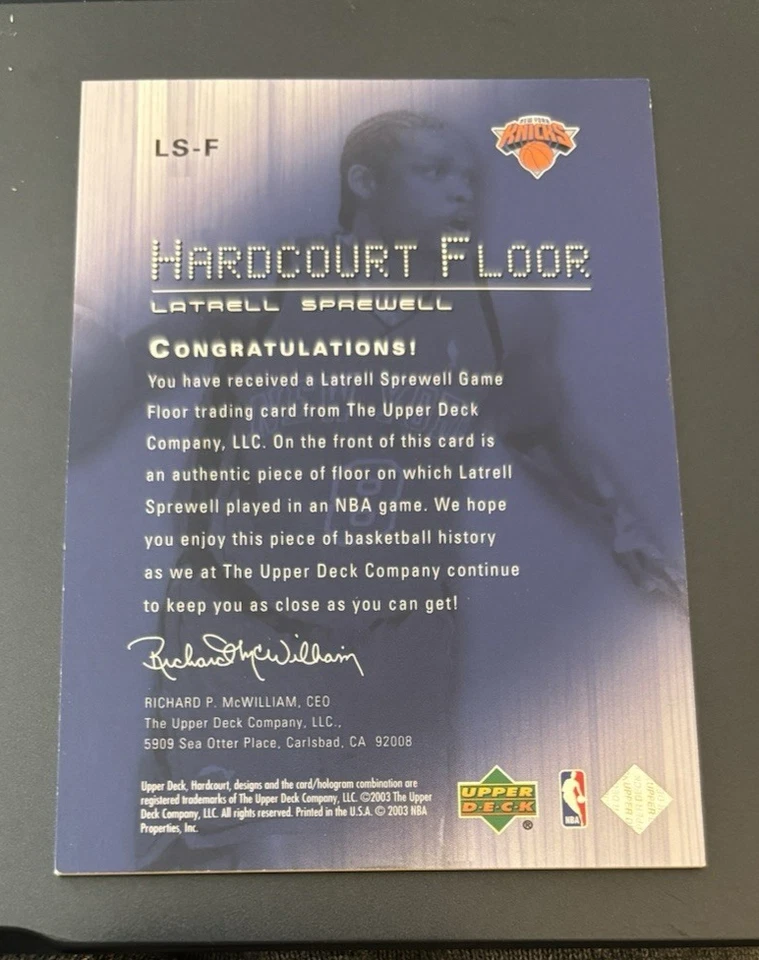 LS-F
NEW YORK
KNICKS
HARDCOURT FLOOR
LATRELL SPREWELL
CONGRATULATIONS!
You have received a Latrell Sprewell Game
Floor trading card from The Upper Deck
Company, LLC. On the front of this card is
an authentic piece of floor on which Latrell
Sprewell played in an NBA game. We hope
you enjoy this piece of basketball history
as we at The Upper Deck Company continue
to keep you as close as you can get!
Richard McWilliam
RICHARD P. McWILLIAM, CEO
The Upper Deck Company, LLC.,
5909 Sea Otter Place, Carlsbad, CA 92008
Upper Deck, Hardcourt, designs and the card/hologram combination are
registered trademarks of The Upper Deck Company, LLC. ©2003 The Upper
Deck Company, LLC. All rights reserved. Printed in the U.S.A. © 2003 NBA
Properties, Inc.
UPPER
DECK
®
NBA